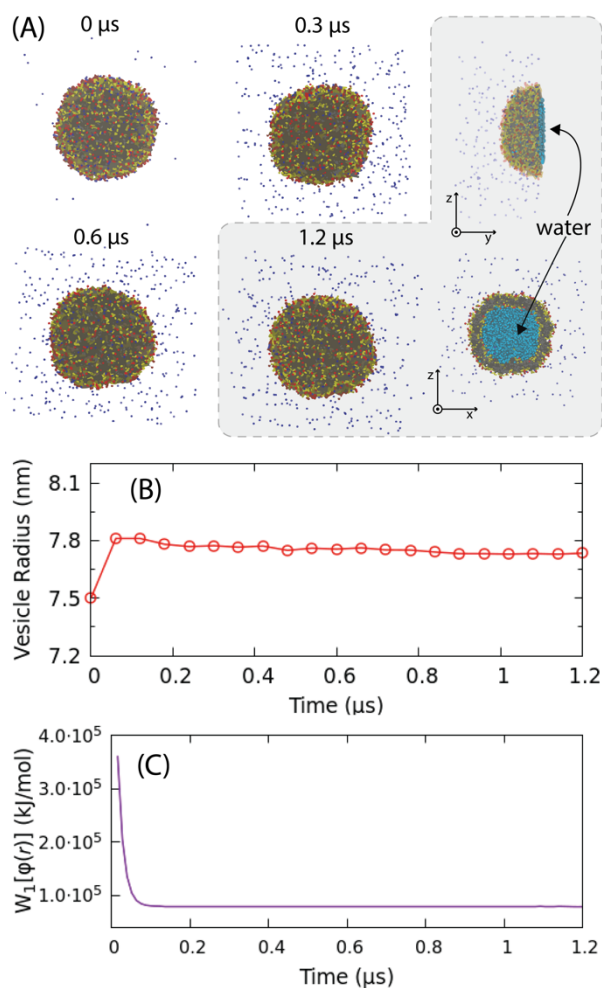 (A)
0 μs
0.3 μs
z
y
water
0.6 μs
1.2 μs
z
x
(B)
Vesicle Radius (nm)
8.1
7.8
7.5
7.2
0 0.2 0.4 0.6 0.8 1 1.2
Time (μs)
(C)
W₁[φ(r)] (kJ/mol)
4.0·10⁵
3.0·10⁵
2.0·10⁵
1.0·10⁵
0 0.2 0.4 0.6 0.8 1 1.2
Time (μs)